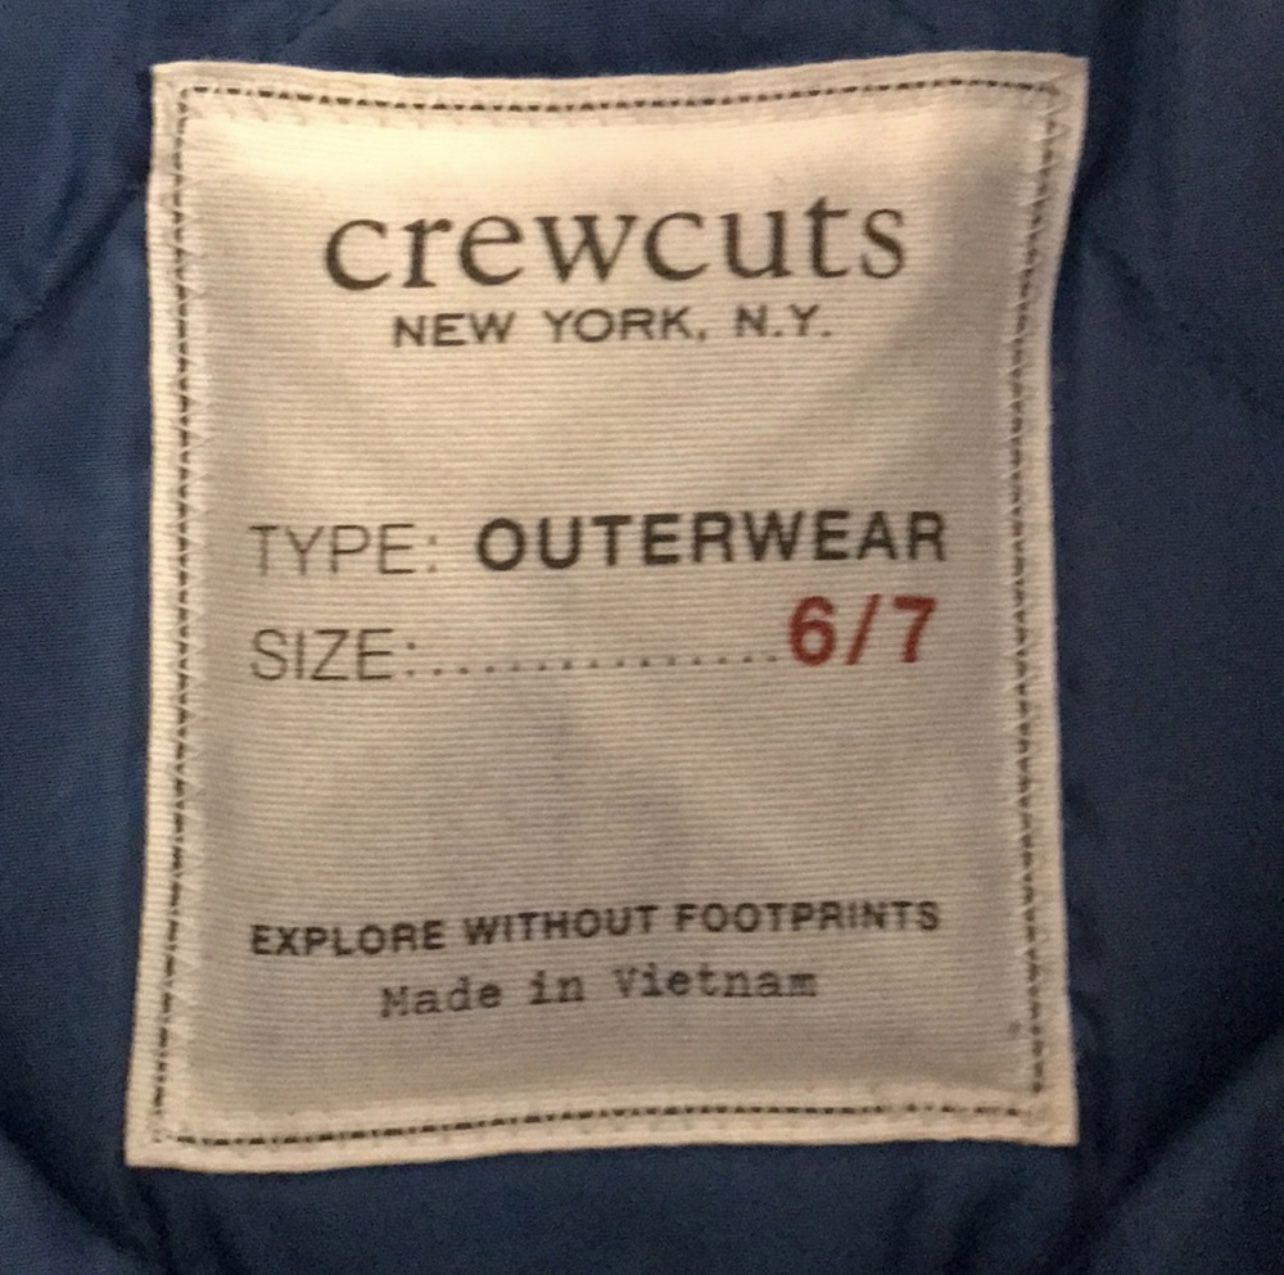 crewcuts
NEW YORK, N.Y.
TYPE: OUTERWEAR
SIZE:...............6/7
EXPLORE WITHOUT FOOTPRINTS
Made in Vietnam